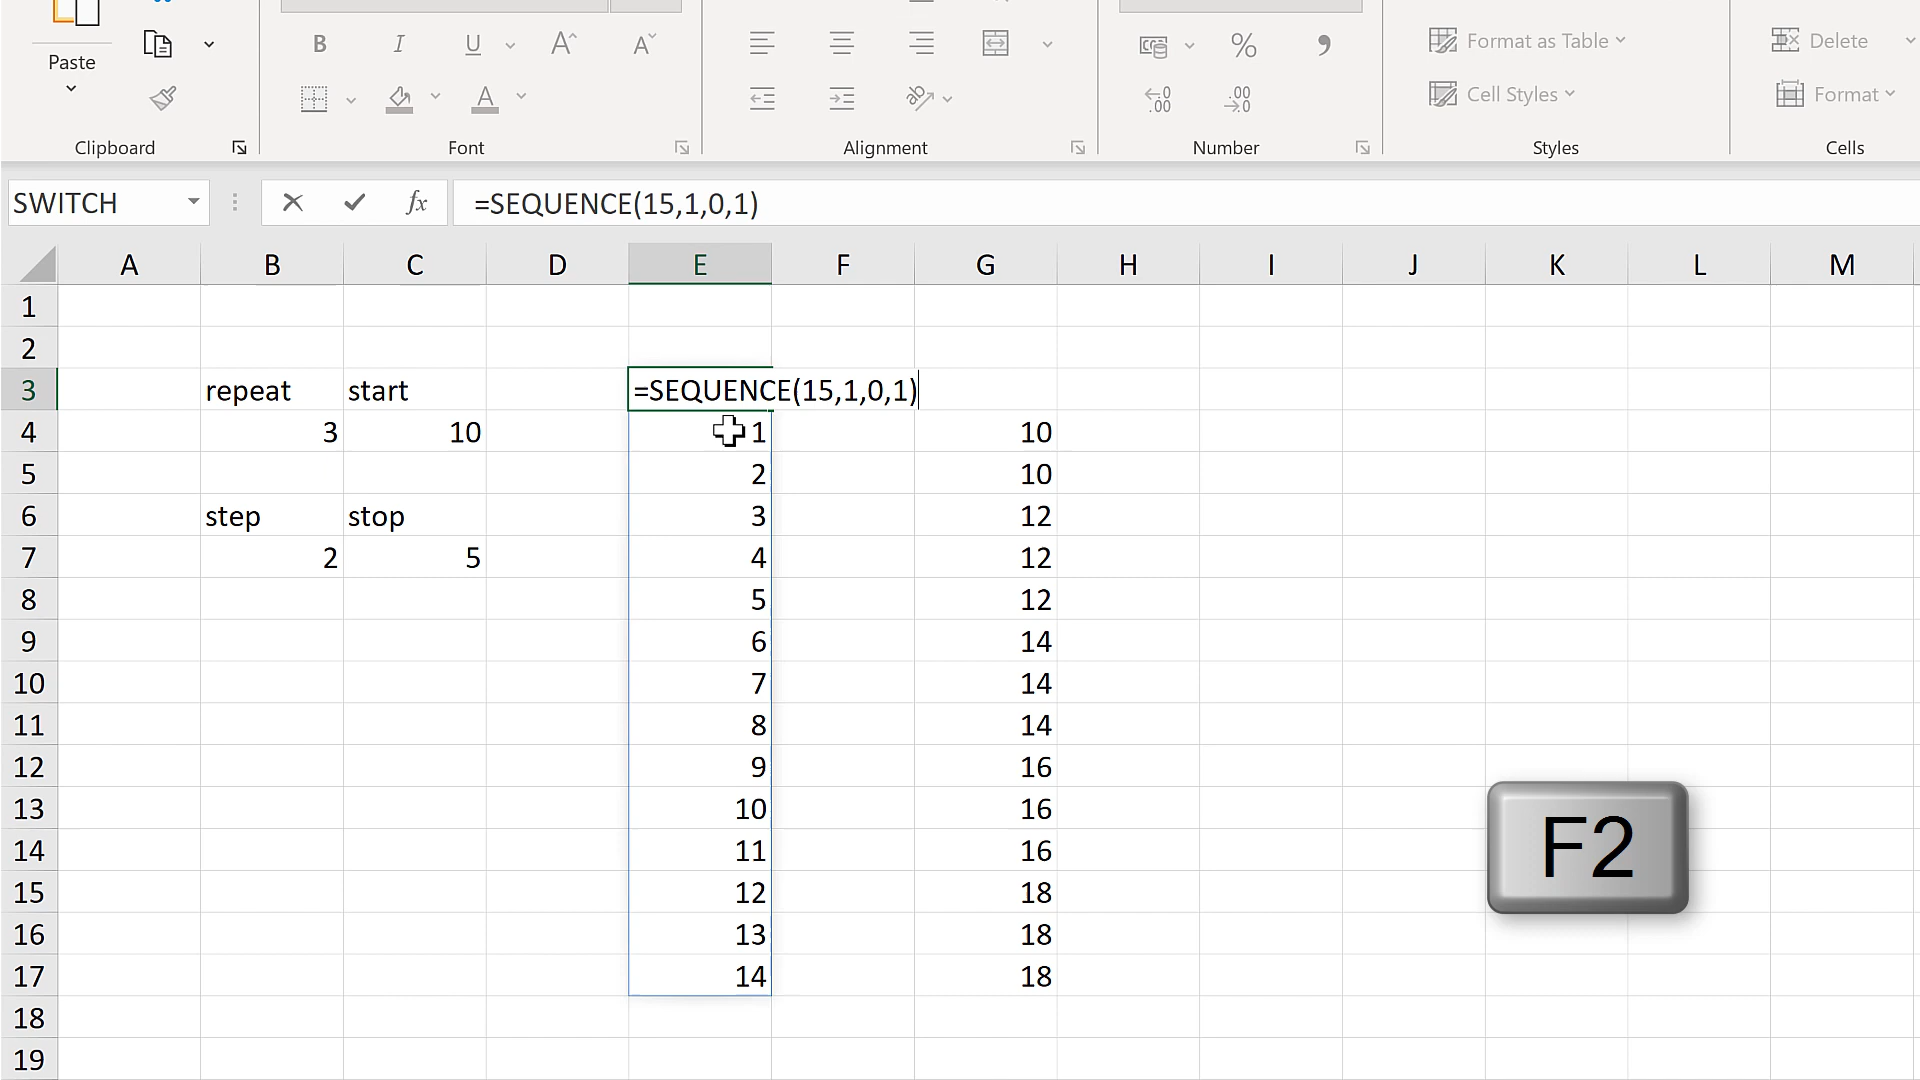 Paste
B I U A A
% 9
.00 .00
Format as Table
Cell Styles
Delete
Format
Clipboard Font Alignment Number Styles Cells
SWITCH fx =SEQUENCE(15,1,0,1)
A B C D E F G H I J K L M
1
2
3 repeat start =SEQUENCE(15,1,0,1)
4 3 10 1 10
5 2 10
6 step stop 3 12
7 2 5 4 12
8 5 12
9 6 14
10 7 14
11 8 14
12 9 16
13 10 16
14 11 16
15 12 18
16 13 18
17 14 18
18
19
F2